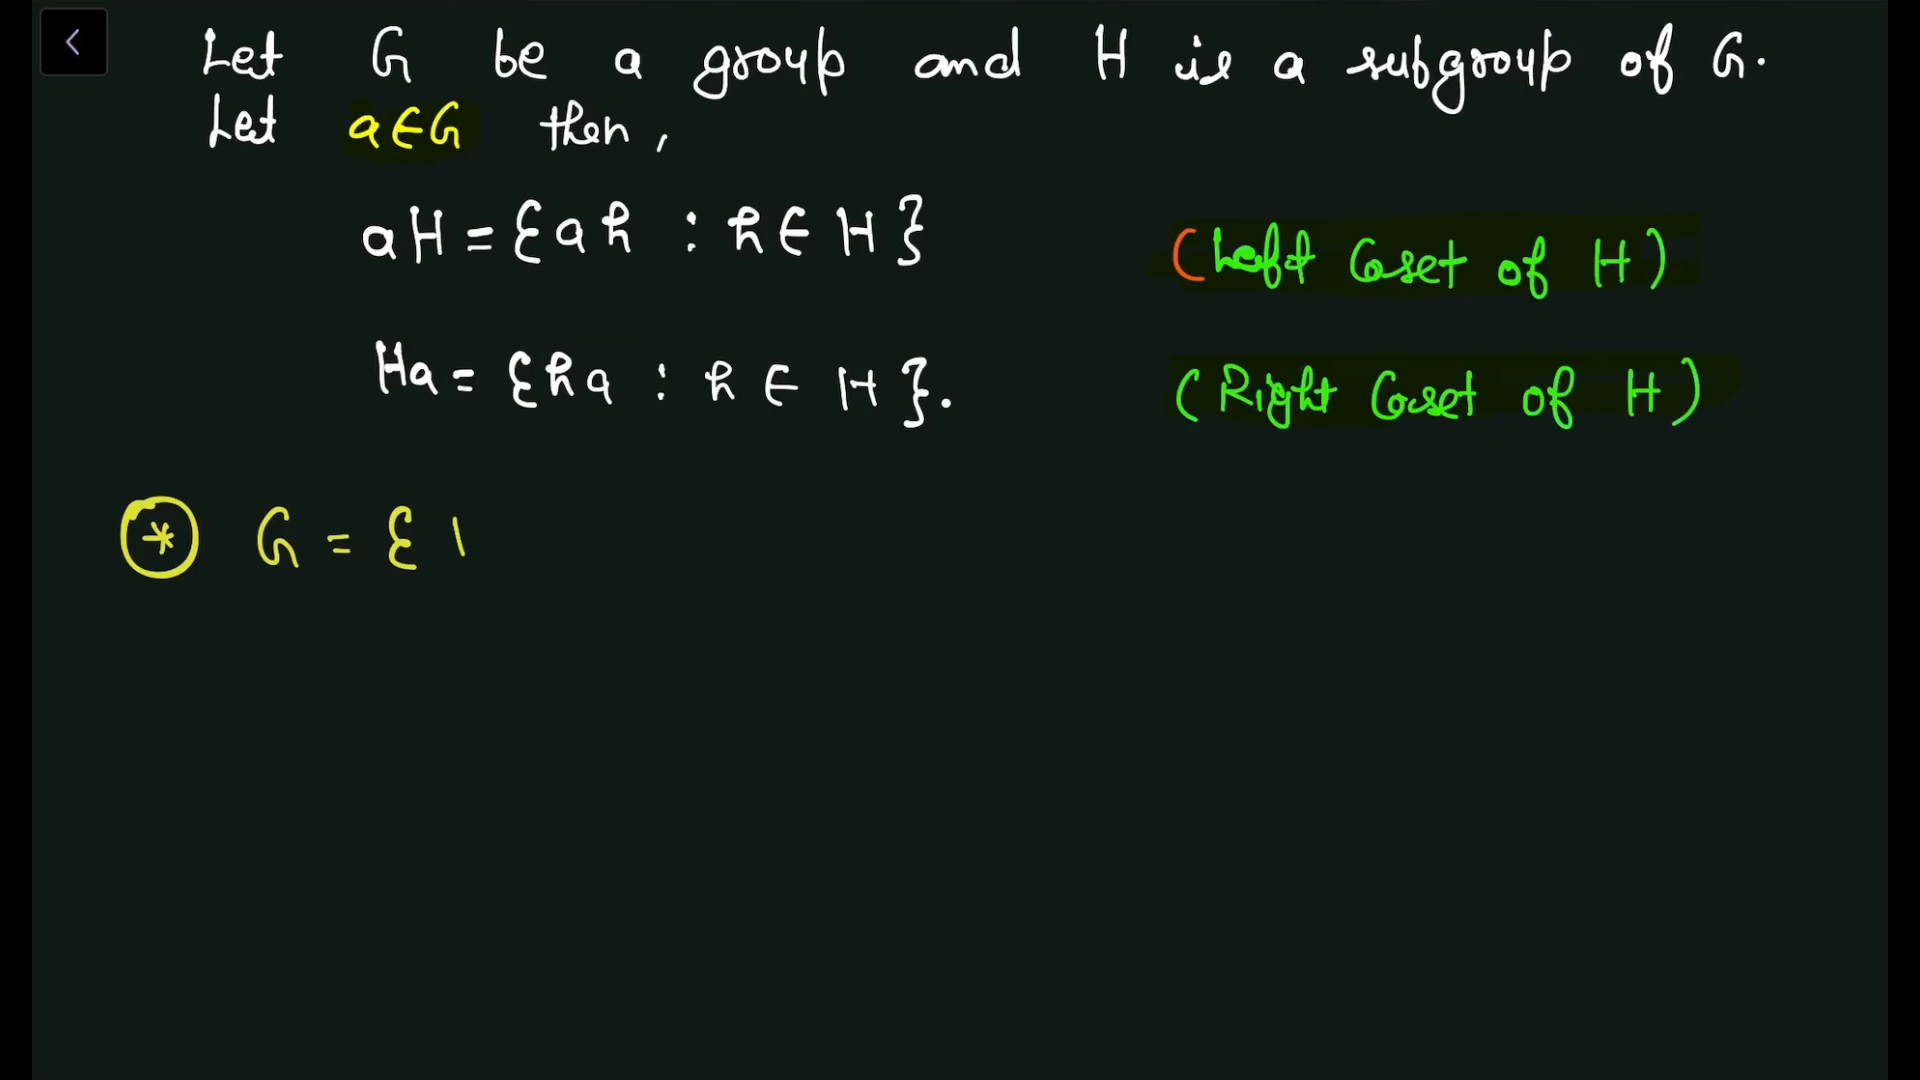 Let G be a group and H is a subgroup of G.
Let a∈G then,
aH = {ah : h∈H} (Left Coset of H)
Ha = {ha : h∈H}. (Right Coset of H)
* G = { 1